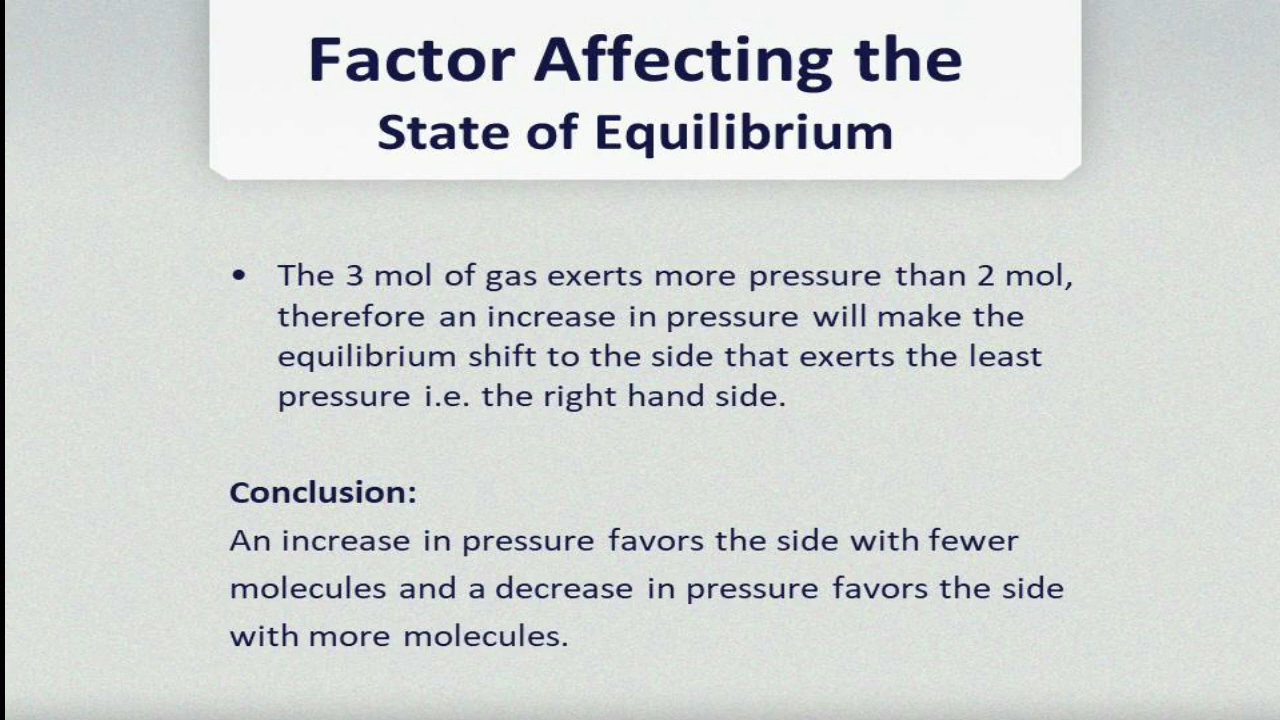 Factor Affecting the
State of Equilibrium
• The 3 mol of gas exerts more pressure than 2 mol,
therefore an increase in pressure will make the
equilibrium shift to the side that exerts the least
pressure i.e. the right hand side.
Conclusion:
An increase in pressure favors the side with fewer
molecules and a decrease in pressure favors the side
with more molecules.